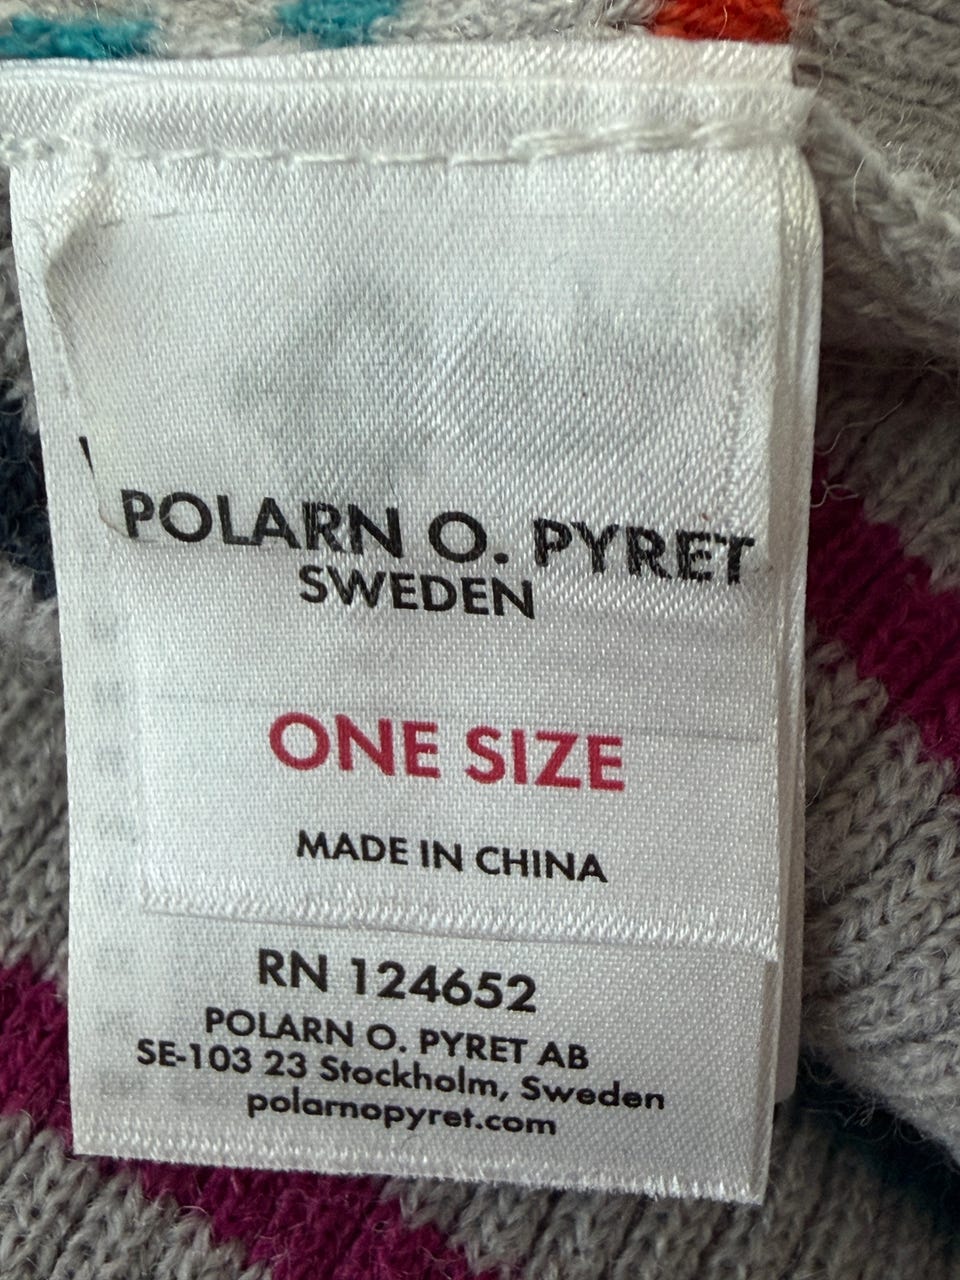 POLARN O. PYRET
SWEDEN
ONE SIZE
MADE IN CHINA
RN 124652
POLARN O. PYRET AB
SE-103 23 Stockholm, Sweden
polarnopyret.com